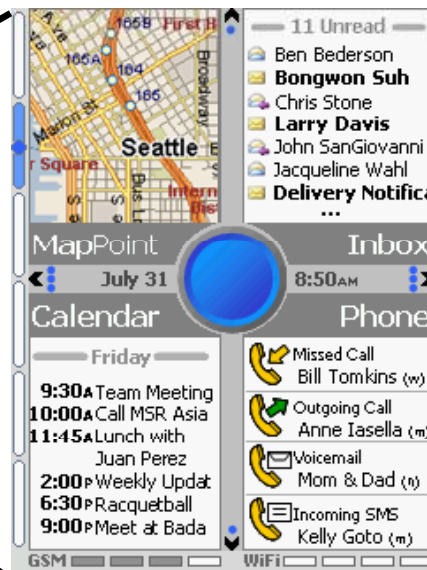 165B First H
165A
164
165
Broadway
Marion St
Seattle
r Square
Intern
Dis
MapPoint
11 Unread
Ben Bederson
Bongwon Suh
Chris Stone
Larry Davis
John SanGiovanni
Jacqueline Wahl
Delivery Notifica
...
Inbox
July 31
8:50AM
Calendar
Friday
9:30A Team Meeting
10:00A Call MSR Asia
11:45A Lunch with
Juan Perez
2:00P Weekly Updat
6:30P Racquetball
9:00P Meet at Bada
Phone
Missed Call
Bill Tomkins (w)
Outgoing Call
Anne Iasella (m)
Voicemail
Mom & Dad (h)
Incoming SMS
Kelly Goto (m)
GSM
WiFi